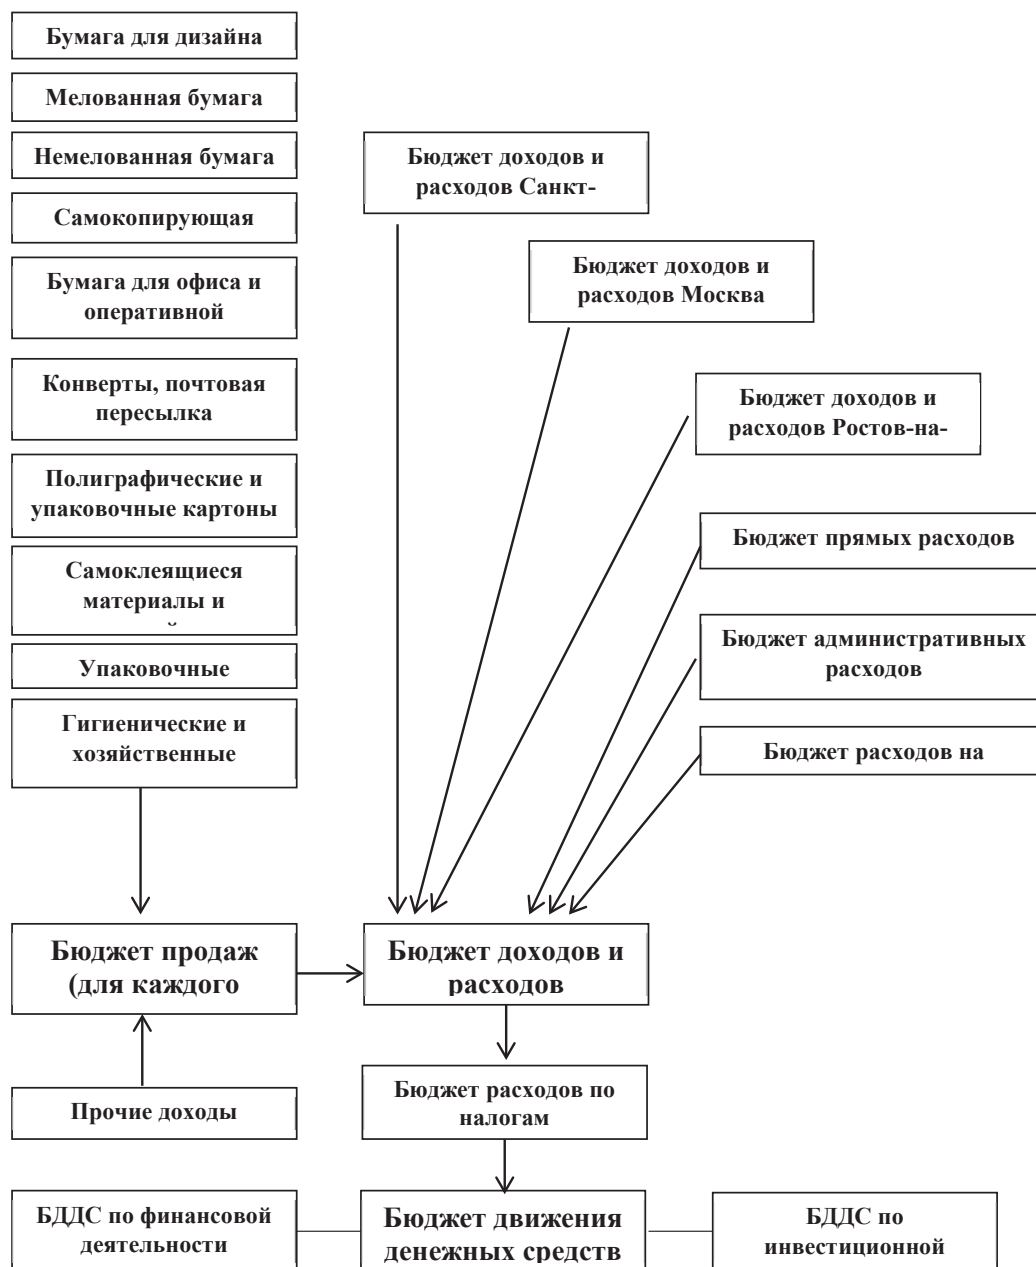 Бумага для дизайна
Мелованная бумага
Немелованная бумага
Самокопирующая
Бумага для офиса и
оперативной
Конверты, почтовая
пересылка
Полиграфические и
упаковочные картоны
Самоклеящиеся
материалы и
Упаковочные
Гигиенические и
хозяйственные
Бюджет доходов и
расходов Санкт-
Бюджет доходов и
расходов Москва
Бюджет доходов и
расходов Ростов-на-
Бюджет прямых расходов
Бюджет административных
расходов
Бюджет расходов на
Бюджет продаж
(для каждого
Бюджет доходов и
расходов
Прочие доходы
Бюджет расходов по
налогам
БДДС по финансовой
деятельности
Бюджет движения
денежных средств
БДДС по
инвестиционной